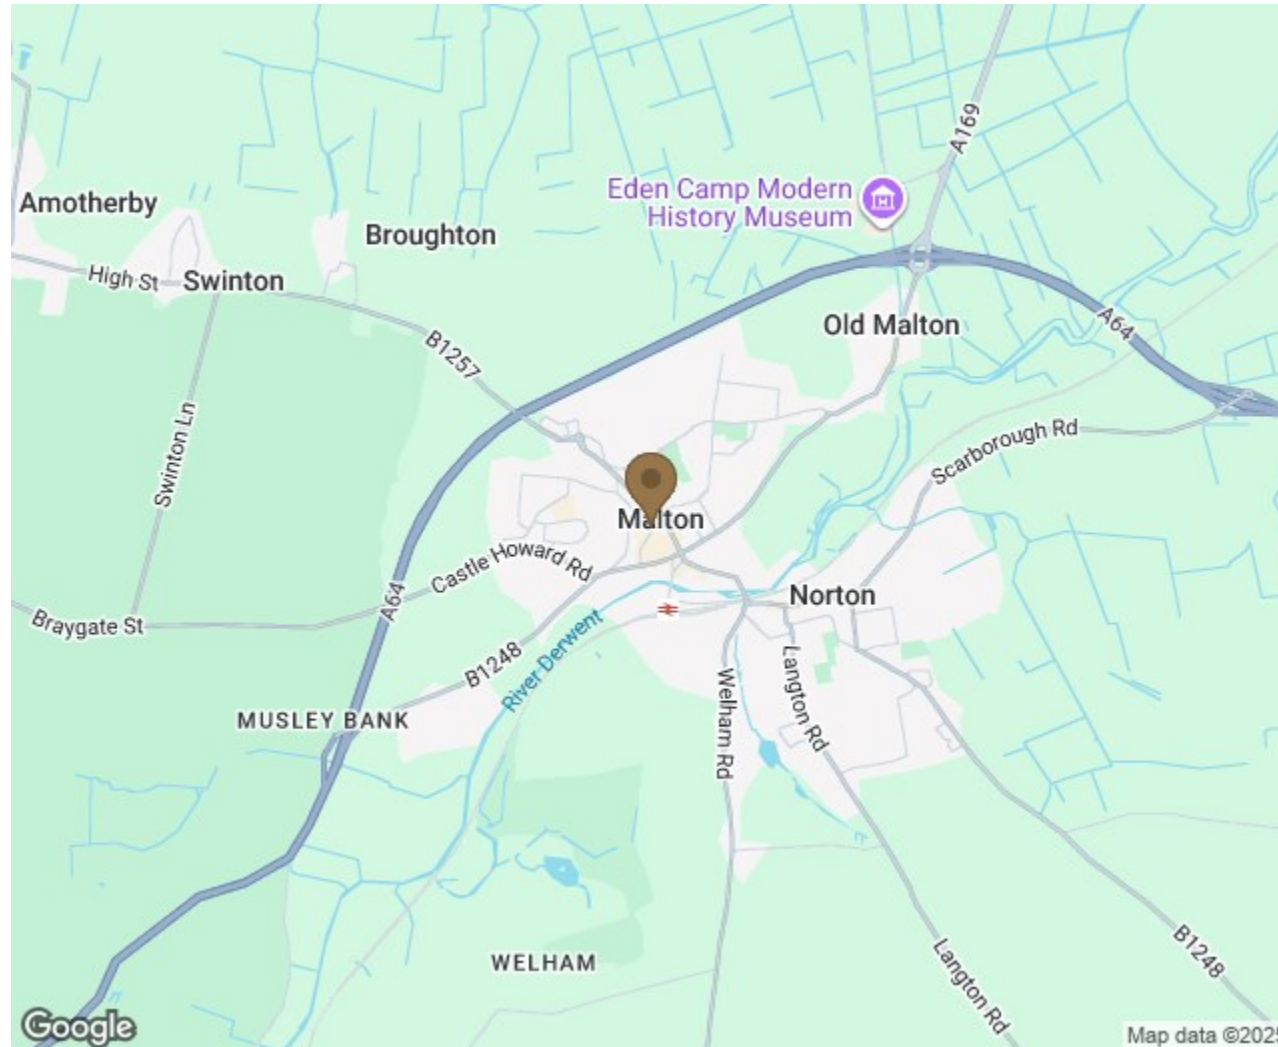 A169
Eden Camp Modern
History Museum
Amotherby
Broughton
High St
Swinton
Old Malton
A64
B1257
Swinton Ln
Scarborough Rd
Malton
Castle Howard Rd
A64
Norton
Braygate St
River Derwent
B1248
Langton Rd
Welham Rd
MUSLEY BANK
WELHAM
B1248
Langton Rd
Google
Map data ©2025